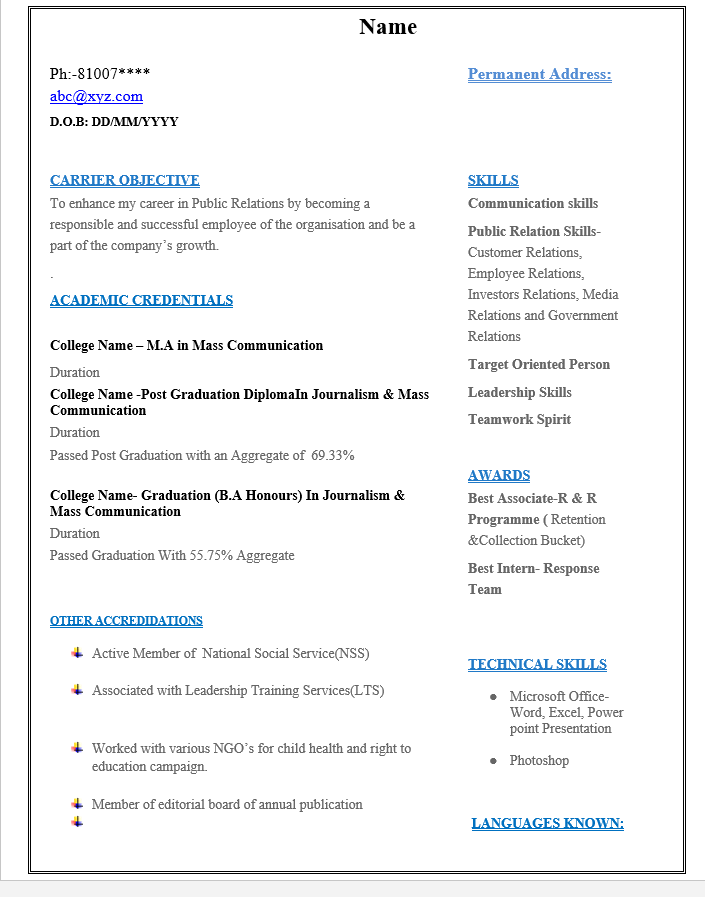 Name
Ph:-81007****
abc@xyz.com
D.O.B: DD/MM/YYYY
Permanent Address:
CARRIER OBJECTIVE
To enhance my career in Public Relations by becoming a
responsible and successful employee of the organisation and be a
part of the company’s growth.
.
ACADEMIC CREDENTIALS
College Name – M.A in Mass Communication
Duration
College Name -Post Graduation DiplomaIn Journalism & Mass
Communication
Duration
Passed Post Graduation with an Aggregate of 69.33%
College Name- Graduation (B.A Honours) In Journalism &
Mass Communication
Duration
Passed Graduation With 55.75% Aggregate
OTHER ACCREDIDATIONS
Active Member of National Social Service(NSS)
Associated with Leadership Training Services(LTS)
Worked with various NGO’s for child health and right to
education campaign.
Member of editorial board of annual publication
SKILLS
Communication skills
Public Relation Skills-
Customer Relations,
Employee Relations,
Investors Relations, Media
Relations and Government
Relations
Target Oriented Person
Leadership Skills
Teamwork Spirit
AWARDS
Best Associate-R & R
Programme ( Retention
&Collection Bucket)
Best Intern- Response
Team
TECHNICAL SKILLS
● Microsoft Office-
Word, Excel, Power
point Presentation
● Photoshop
LANGUAGES KNOWN: